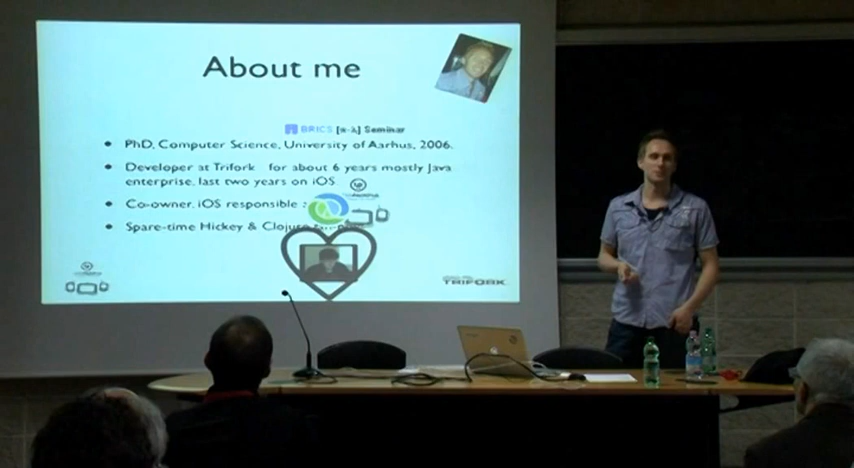 About me
BRICS [π-λ] Seminar
PhD, Computer Science, University of Aarhus, 2006.
Developer at Trifork for about 6 years mostly Java
enterprise, last two years on iOS
Co-owner, iOS responsible
Spare-time Hickey & Clojure
TRIFORK